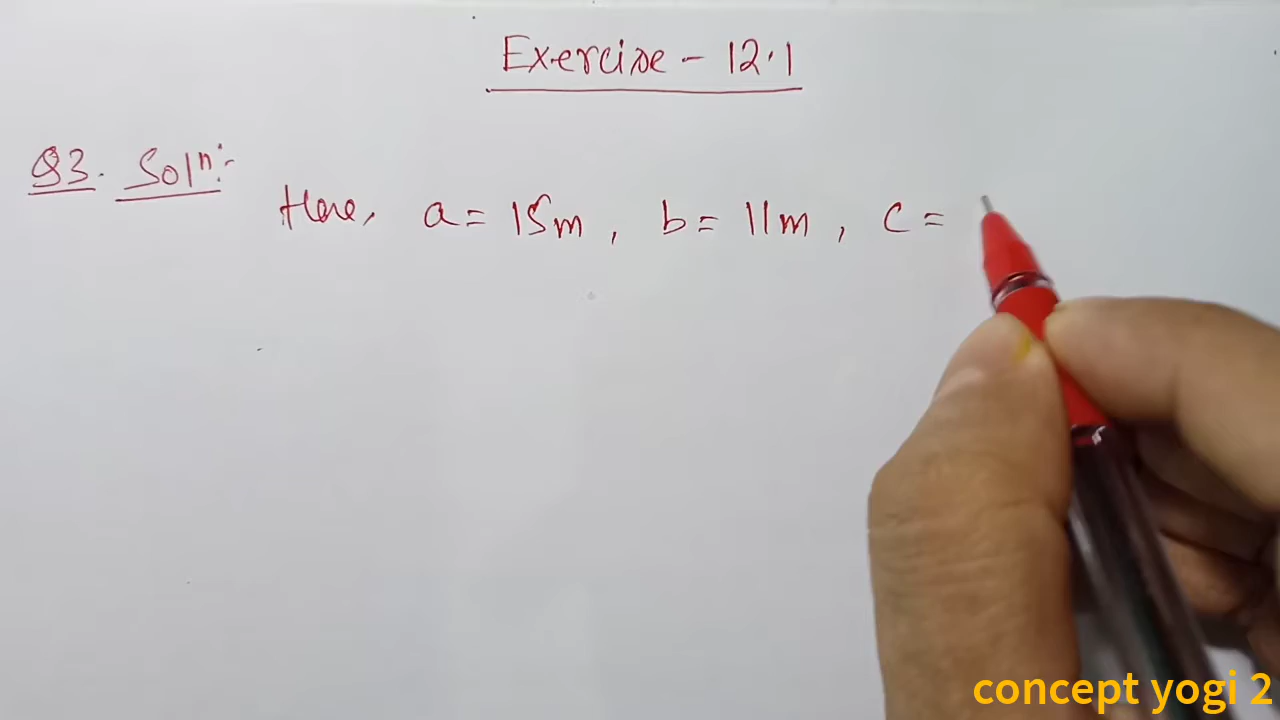 Exercise - 12.1
Q3. Solⁿ:-
Here, a = 15m, b = 11m, c =
concept yogi 2